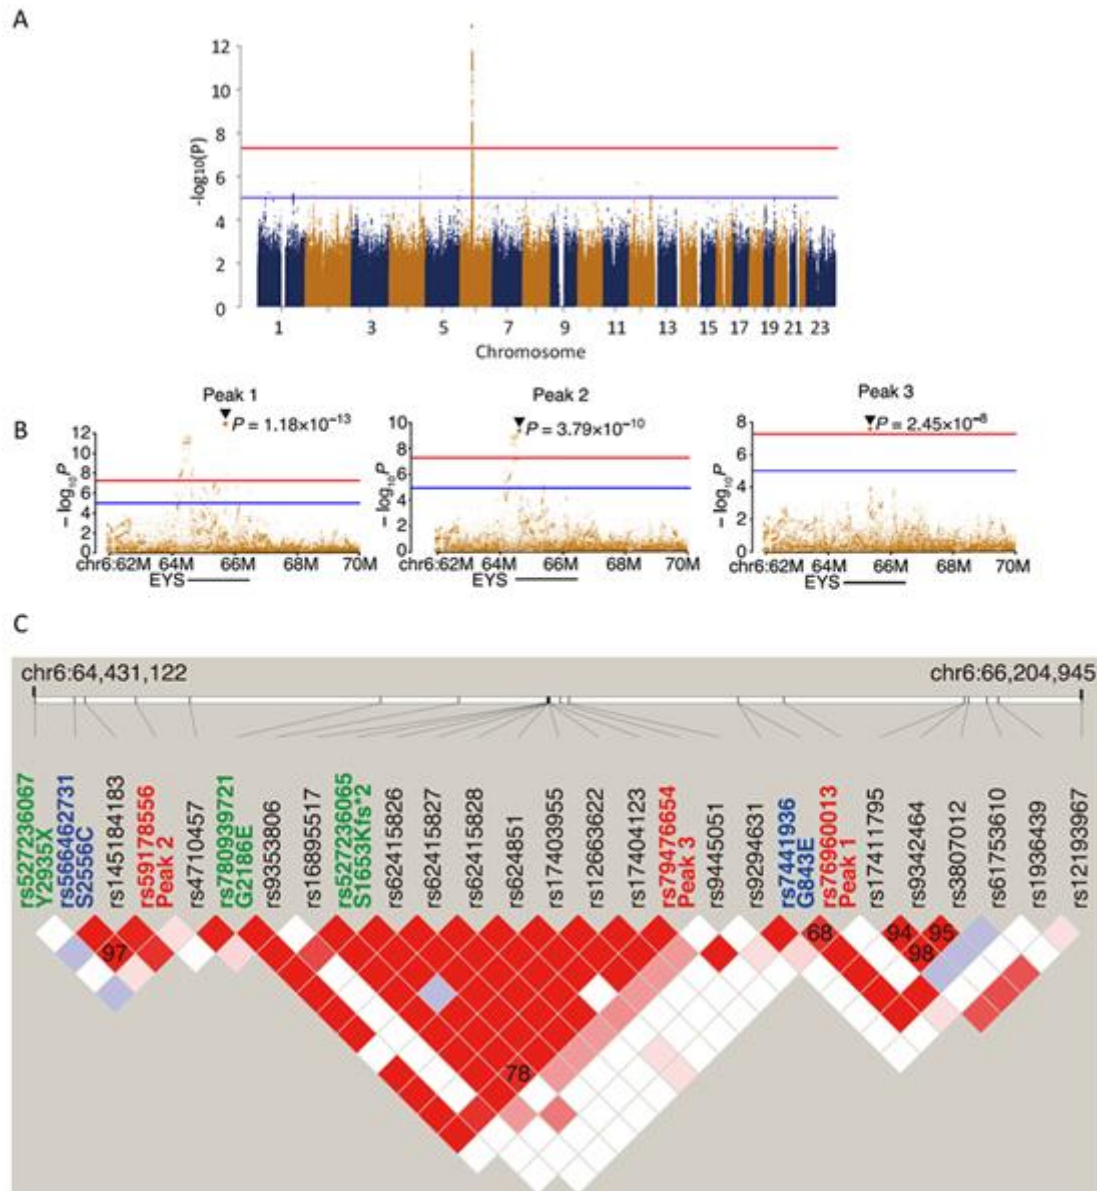 A
12
10
8
6
4
2
0
-log10(P)
1 3 5 7 9 11 13 15 17 19 21 23
Chromosome
B
Peak 1
P = 1.18×10−13
12
10
8
6
4
2
0
− log10P
chr6:62M 64M 66M 68M 70M
EYS
Peak 2
P = 3.79×10−10
10
8
6
4
2
0
− log10P
chr6:62M 64M 66M 68M 70M
EYS
Peak 3
P = 2.45×10−8
8
6
4
2
0
− log10P
chr6:62M 64M 66M 68M 70M
EYS
C
chr6:64,431,122 chr6:66,204,945
rs527236067
Y2935X
rs566462731
S2556C
rs145184183
rs59178556
Peak 2
rs47104457
rs780939721
G2186E
rs9353806
rs16895517
rs527236065
S1653Kfs*2
rs62415826
rs62415827
rs62415828
rs624851
rs17403955
rs12663622
rs17404123
rs79476654
Peak 3
rs9445051
rs9294631
rs74419361
G843E
rs76960013
Peak 1
rs17411795
rs9342464
rs3807012
rs61753610
rs1936439
rs12193967
97
78
68
94 95
98